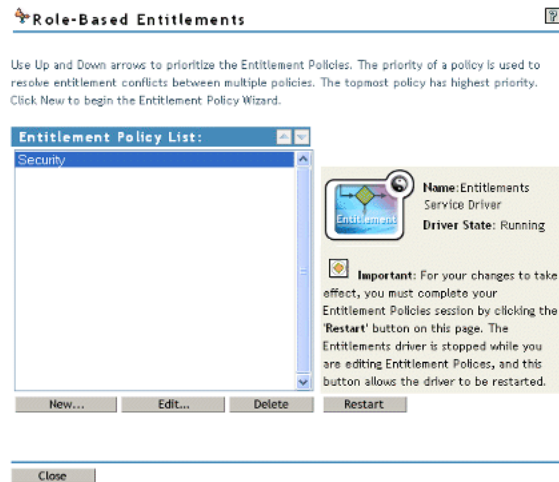 Role-Based Entitlements
?
Use Up and Down arrows to prioritize the Entitlement Policies. The priority of a policy is used to
resolve entitlement conflicts between multiple policies. The topmost policy has highest priority.
Click New to begin the Entitlement Policy Wizard.
Entitlement Policy List:
Security
Entitlement
Name:Entitlements
Service Driver
Driver State: Running
Important: For your changes to take
effect, you must complete your
Entitlement Policies session by clicking the
'Restart' button on this page. The
Entitlements driver is stopped while you
are editing Entitlement Polices, and this
button allows the driver to be restarted.
New...
Edit...
Delete
Restart
Close